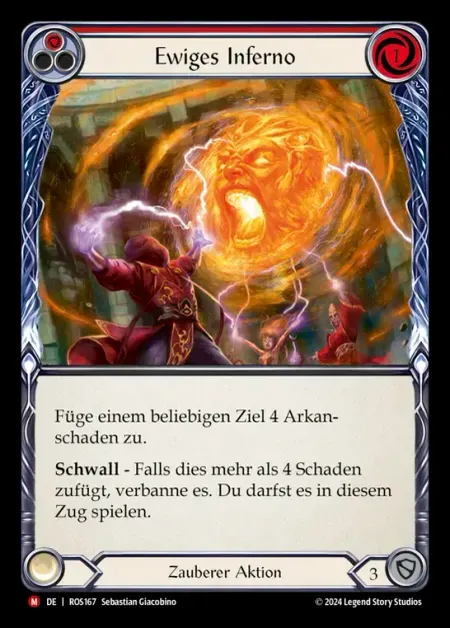 1
Ewiges Inferno
Füge einem beliebigen Ziel 4 Arkan-
schaden zu.
Schwall - Falls dies mehr als 4 Schaden
zufügt, verbanne es. Du darfst es in diesem
Zug spielen.
Zauberer Aktion
3
M DE | ROS167 Sebastian Giacobino
© 2024 Legend Story Studios